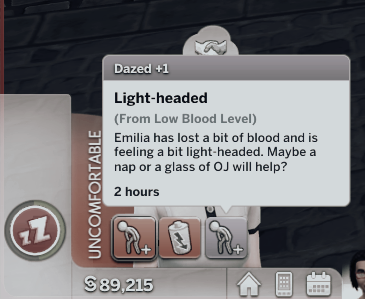 Dazed +1
Light-headed
(From Low Blood Level)
Emilia has lost a bit of blood and is
feeling a bit light-headed. Maybe a
nap or a glass of OJ will help?
2 hours
UNCOMFORTABLE
zZ
§89,215